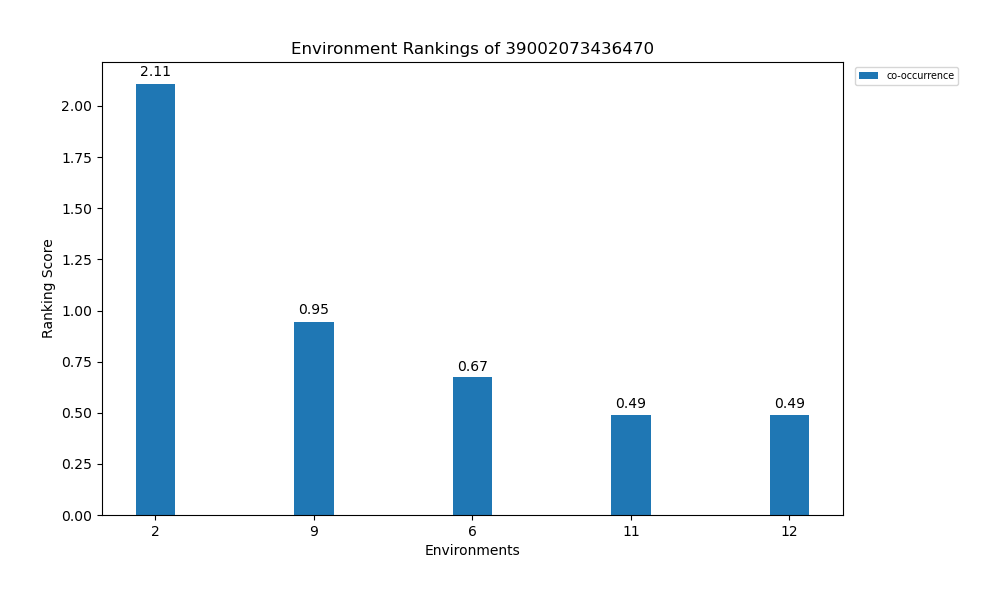 Environment Rankings of 39002073436470
co-occurrence
2.11
0.95
0.67
0.49
0.49
Ranking Score
2.00
1.75
1.50
1.25
1.00
0.75
0.50
0.25
0.00
2 9 6 11 12
Environments